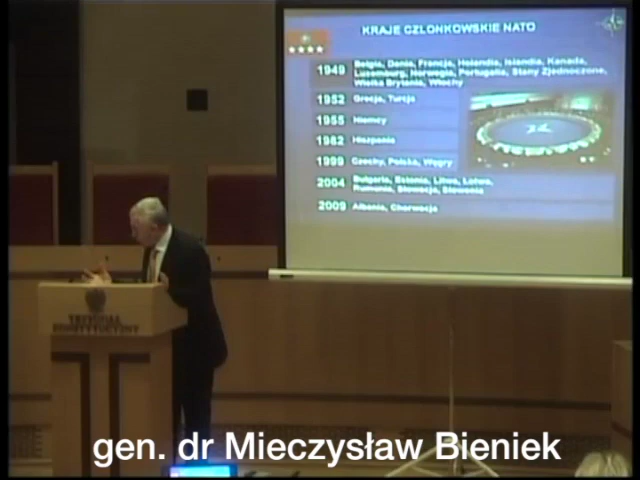 KRAJE CZŁONKOWSKIE NATO
1949 Belgia, Dania, Francja, Holandia, Islandia, Kanada,
Luxemburg, Norwegia, Portugalia, Stany Zjednoczone,
Wielka Brytania, Włochy
1952 Grecja, Turcja
1955 Niemcy
1982 Hiszpania
1999 Czechy, Polska, Węgry
2004 Bułgaria, Estonia, Litwa, Łotwa,
Rumunia, Słowacja, Słowenia
2009 Albania, Chorwacja
TRYBUNAŁ
KONSTYTUCYJNY
gen. dr Mieczysław Bieniek